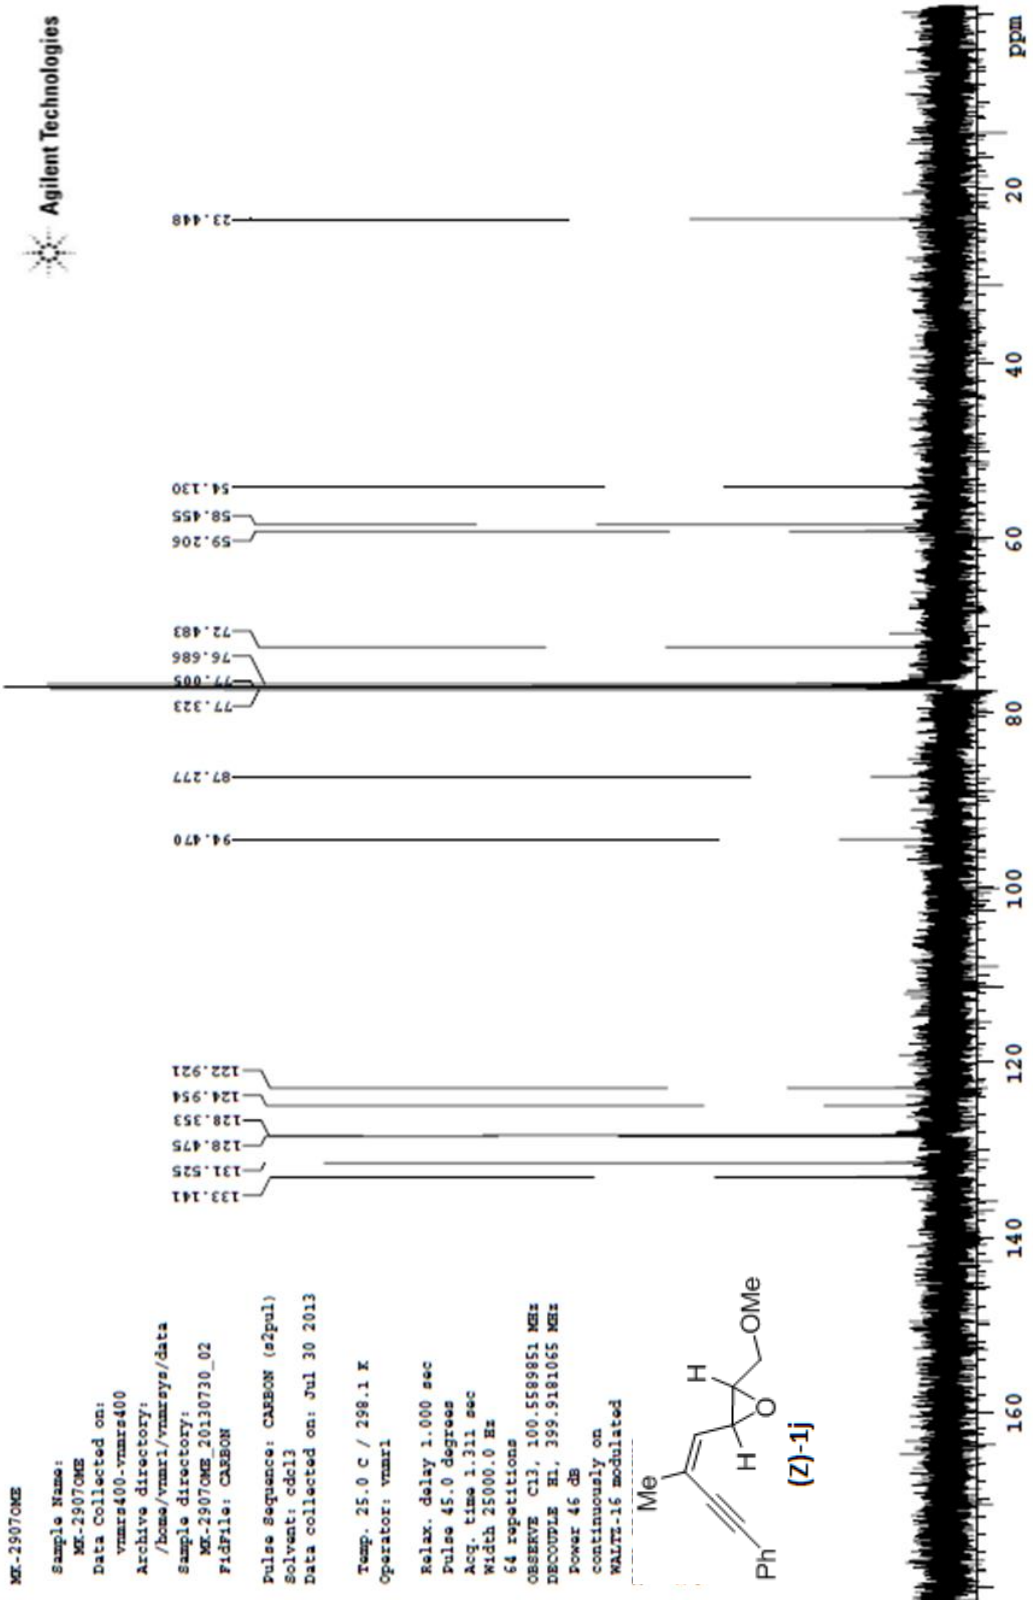 MK-2907OME
Sample Name:
MK-2907OME
Data Collected on:
vnmrs400-vnmrs400
Archive directory:
/home/vnmr1/vnmrsys/data
Sample directory:
MK-2907OME_20130730_02
FidFile: CARBON
Pulse Sequence: CARBON (s2pul)
Solvent: cdcl3
Data collected on: Jul 30 2013
Temp. 25.0 C / 298.1 K
Operator: vnmr1
Relax. delay 1.000 sec
Pulse 45.0 degrees
Acq. time 1.311 sec
Width 25000.0 Hz
64 repetitions
OBSERVE C13, 100.5589851 MHz
DECOUPLE H1, 399.9181065 MHz
Power 46 dB
continuously on
WALTZ-16 modulated
Agilent Technologies
133.141
131.525
128.475
128.353
124.954
122.921
94.470
87.277
77.323
77.005
76.686
72.483
59.206
58.455
54.130
23.448
Me
H
OMe
O
H
Ph
(Z)-1j
160
140
120
100
80
60
40
20
ppm